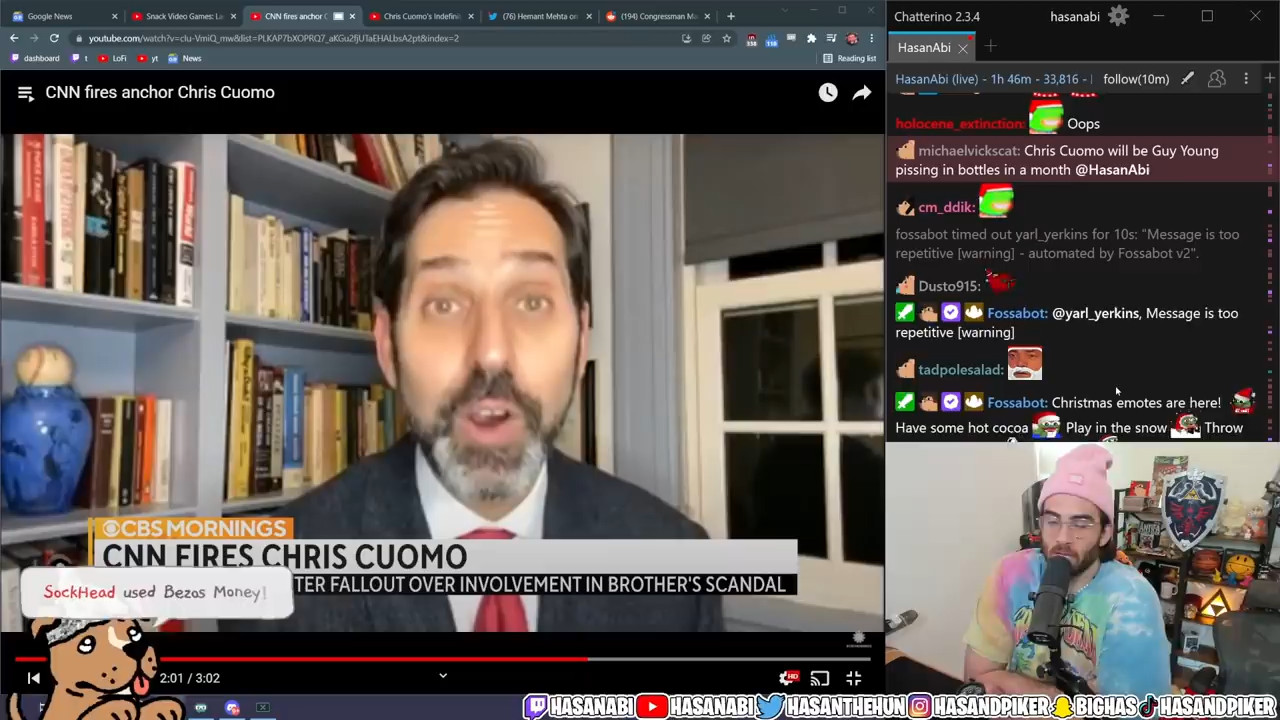 Google News
Snack Video Games: La
CNN fires anchor C
Chris Cuomo's Indefini
(76) Hemant Mehta on
(194) Congressman Ma
youtube.com/watch?v=clu-VmiQ_mw&list=PLKAP7bXOPRQ7_aKGu2fjUTaEHALbsA2pt&index=2
dashboard
t
LoFi
yt
News
Reading list
CNN fires anchor Chris Cuomo
CBS MORNINGS
CNN FIRES CHRIS CUOMO
TER FALLOUT OVER INVOLVEMENT IN BROTHER'S SCANDAL
SockHead used Bezos Money!
2:01 / 3:02
HD
Chatterino 2.3.4
hasanabi
HasanAbi
HasanAbi (live) - 1h 46m - 33,816 -
follow(10m)
holocene_extinction: Oops
michaelvickscat: Chris Cuomo will be Guy Young
pissing in bottles in a month @HasanAbi
cm_ddik:
fossabot timed out yarl_yerkins for 10s: "Message is too
repetitive [warning] - automated by Fossabot v2".
Dusto915:
Fossabot: @yarl_yerkins, Message is too
repetitive [warning]
tadpolesalad:
Fossabot: Christmas emotes are here!
Have some hot cocoa Play in the snow Throw
HASANABI HASANABI HASANTHEHUN HASANDPIKER BIGHAS HASANDPIKER